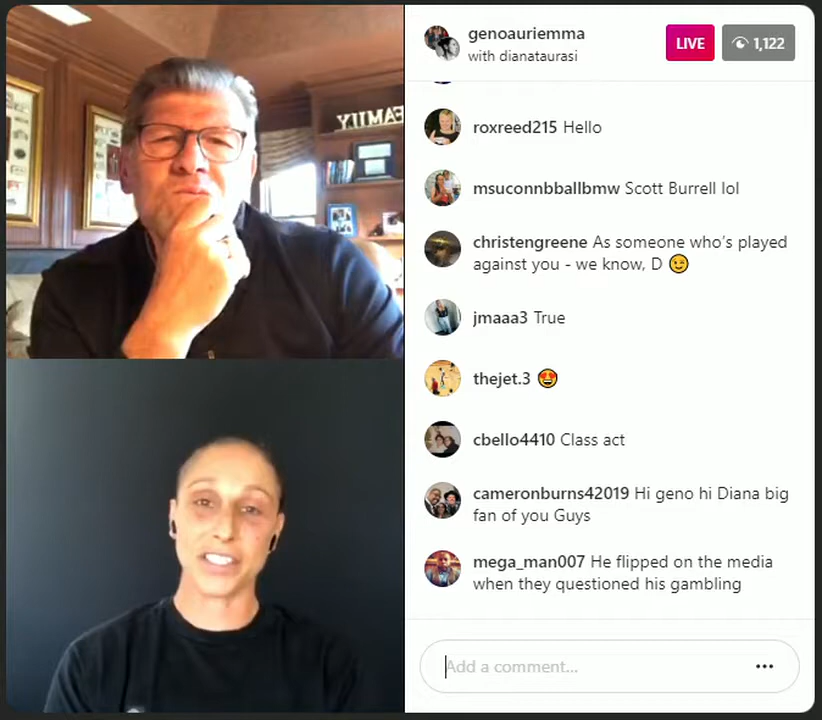 FAMILY
genoauriemma
with dianataurasi
LIVE
1,122
roxreed215 Hello
msuconnbballbmw Scott Burrell lol
christengreene As someone who's played
against you - we know, D 😉
jmaaa3 True
thejet.3 😍
cbello4410 Class act
cameronburns42019 Hi geno hi Diana big
fan of you Guys
mega_man007 He flipped on the media
when they questioned his gambling
Add a comment...